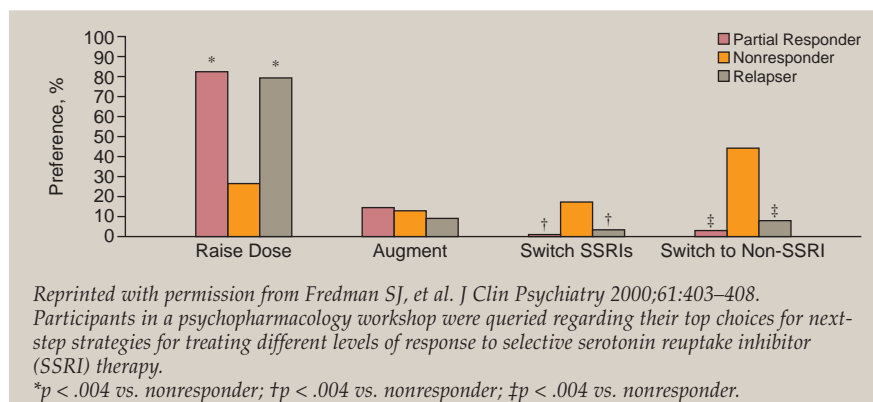 100
90
80
70
60
50
40
30
20
10
0
Preference, %
* *
† †
‡ ‡
Partial Responder
Nonresponder
Relapser
Raise Dose Augment Switch SSRIs Switch to Non-SSRI
Reprinted with permission from Fredman SJ, et al. J Clin Psychiatry 2000;61:403–408.
Participants in a psychopharmacology workshop were queried regarding their top choices for next-
step strategies for treating different levels of response to selective serotonin reuptake inhibitor
(SSRI) therapy.
*p < .004 vs. nonresponder; †p < .004 vs. nonresponder; ‡p < .004 vs. nonresponder.